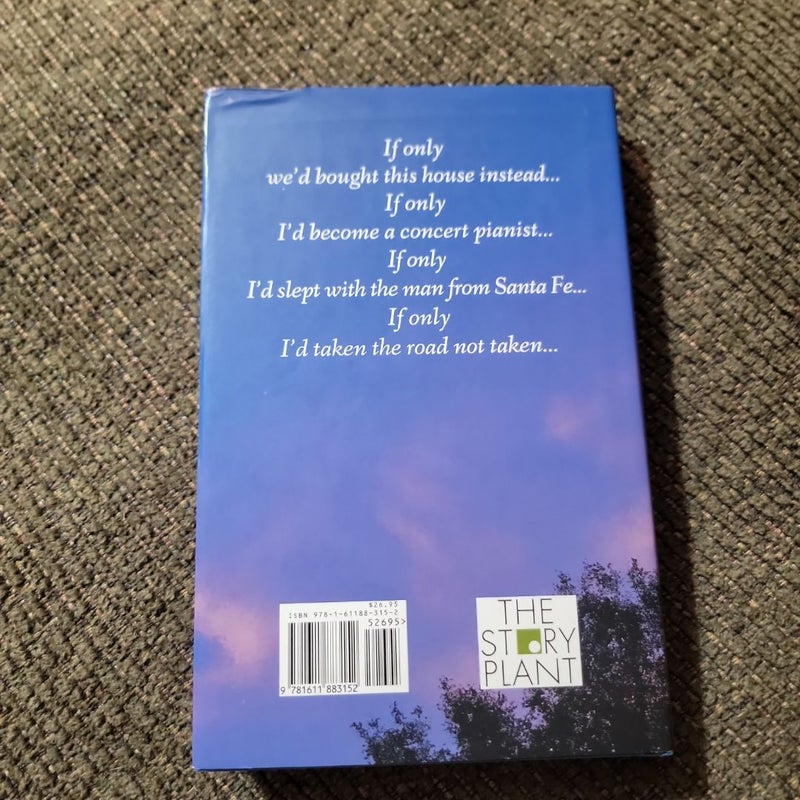 If only
we'd bought this house instead...
If only
I'd become a concert pianist...
If only
I'd slept with the man from Santa Fe...
If only
I'd taken the road not taken...
$26.95
ISBN 978-1-61188-315-2
52695>
9 781611 883152
THE
STORY
PLANT